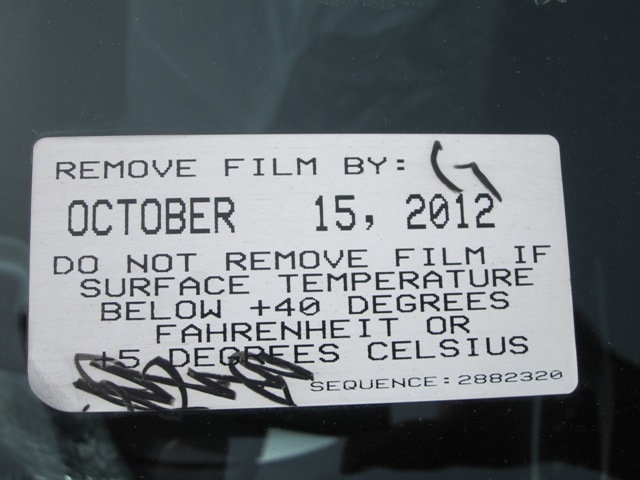 REMOVE FILM BY: G
OCTOBER 15, 2012
DO NOT REMOVE FILM IF
SURFACE TEMPERATURE
BELOW +40 DEGREES
FAHRENHEIT OR
+5 DEGREES CELSIUS
SEQUENCE: 2882320